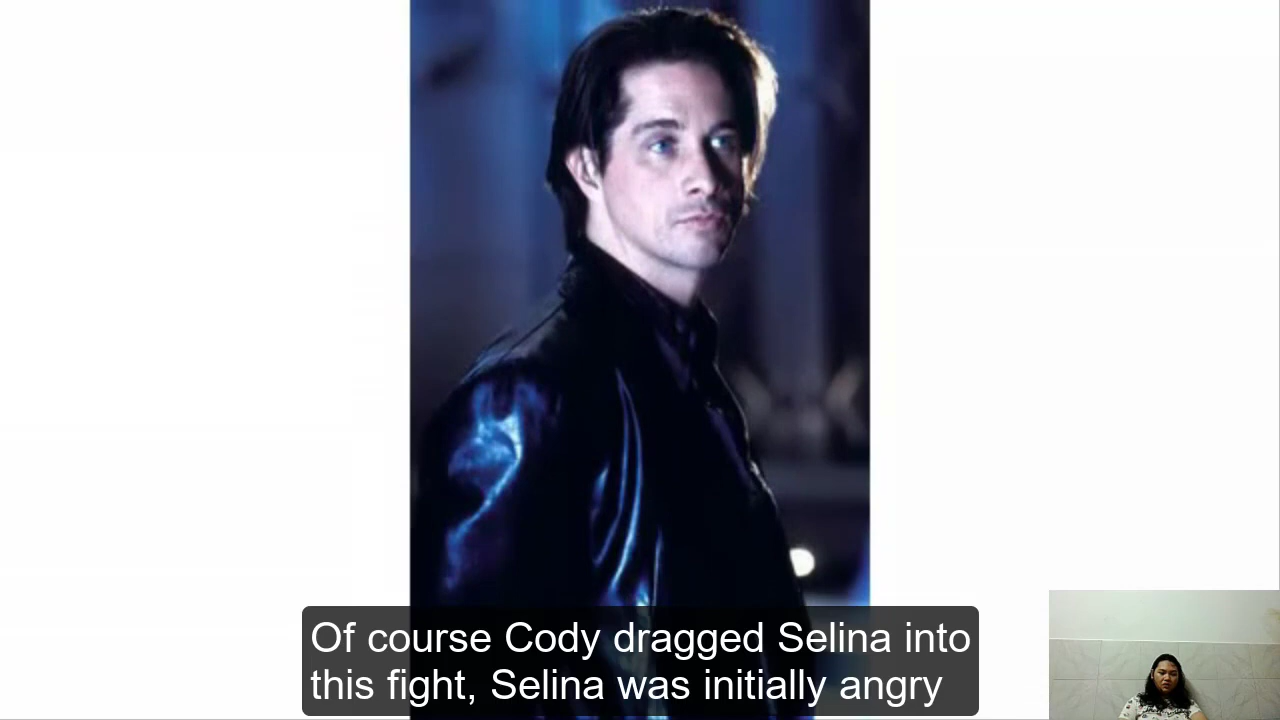 Of course Cody dragged Selina into
this fight, Selina was initially angry